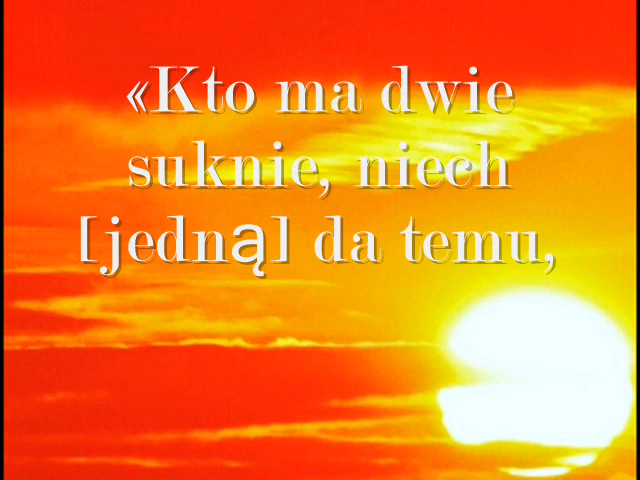 «Kto ma dwie
suknie, niech
[jedną] da temu,